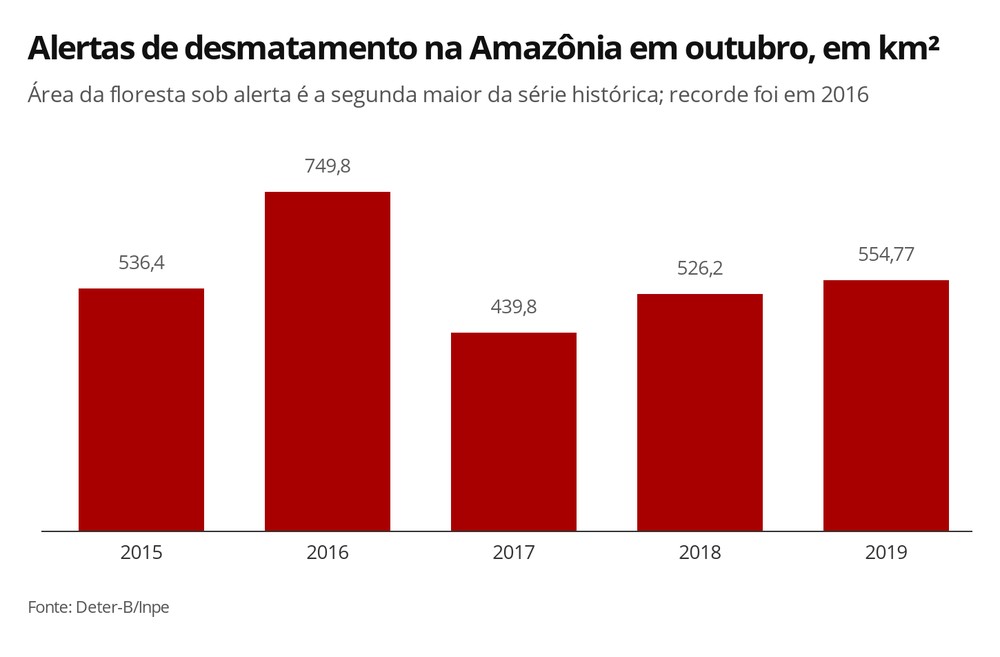 Alertas de desmatamento na Amazônia em outubro, em km²
Área da floresta sob alerta é a segunda maior da série histórica; recorde foi em 2016
749,8
536,4
526,2
554,77
439,8
2015 2016 2017 2018 2019
Fonte: Deter-B/Inpe